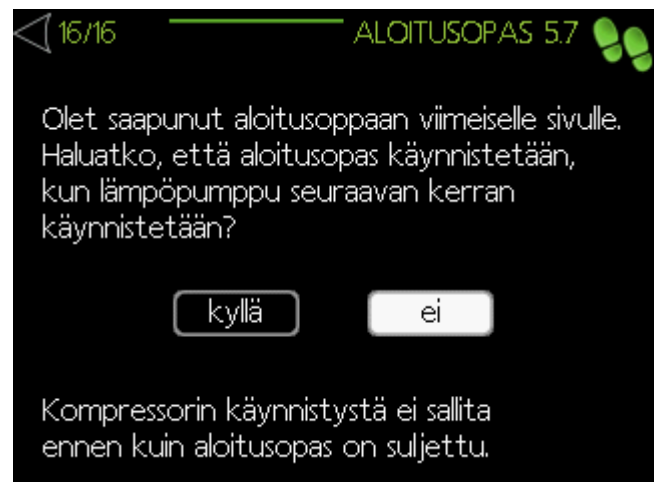 16/16 ALOITUSOPAS 5.7
Olet saapunut aloitusoppaan viimeiselle sivulle.
Haluatko, että aloitusopas käynnistetään,
kun lämpöpumppu seuraavan kerran
käynnistetään?
kyllä ei
Kompressorin käynnistystä ei sallita
ennen kuin aloitusopas on suljettu.